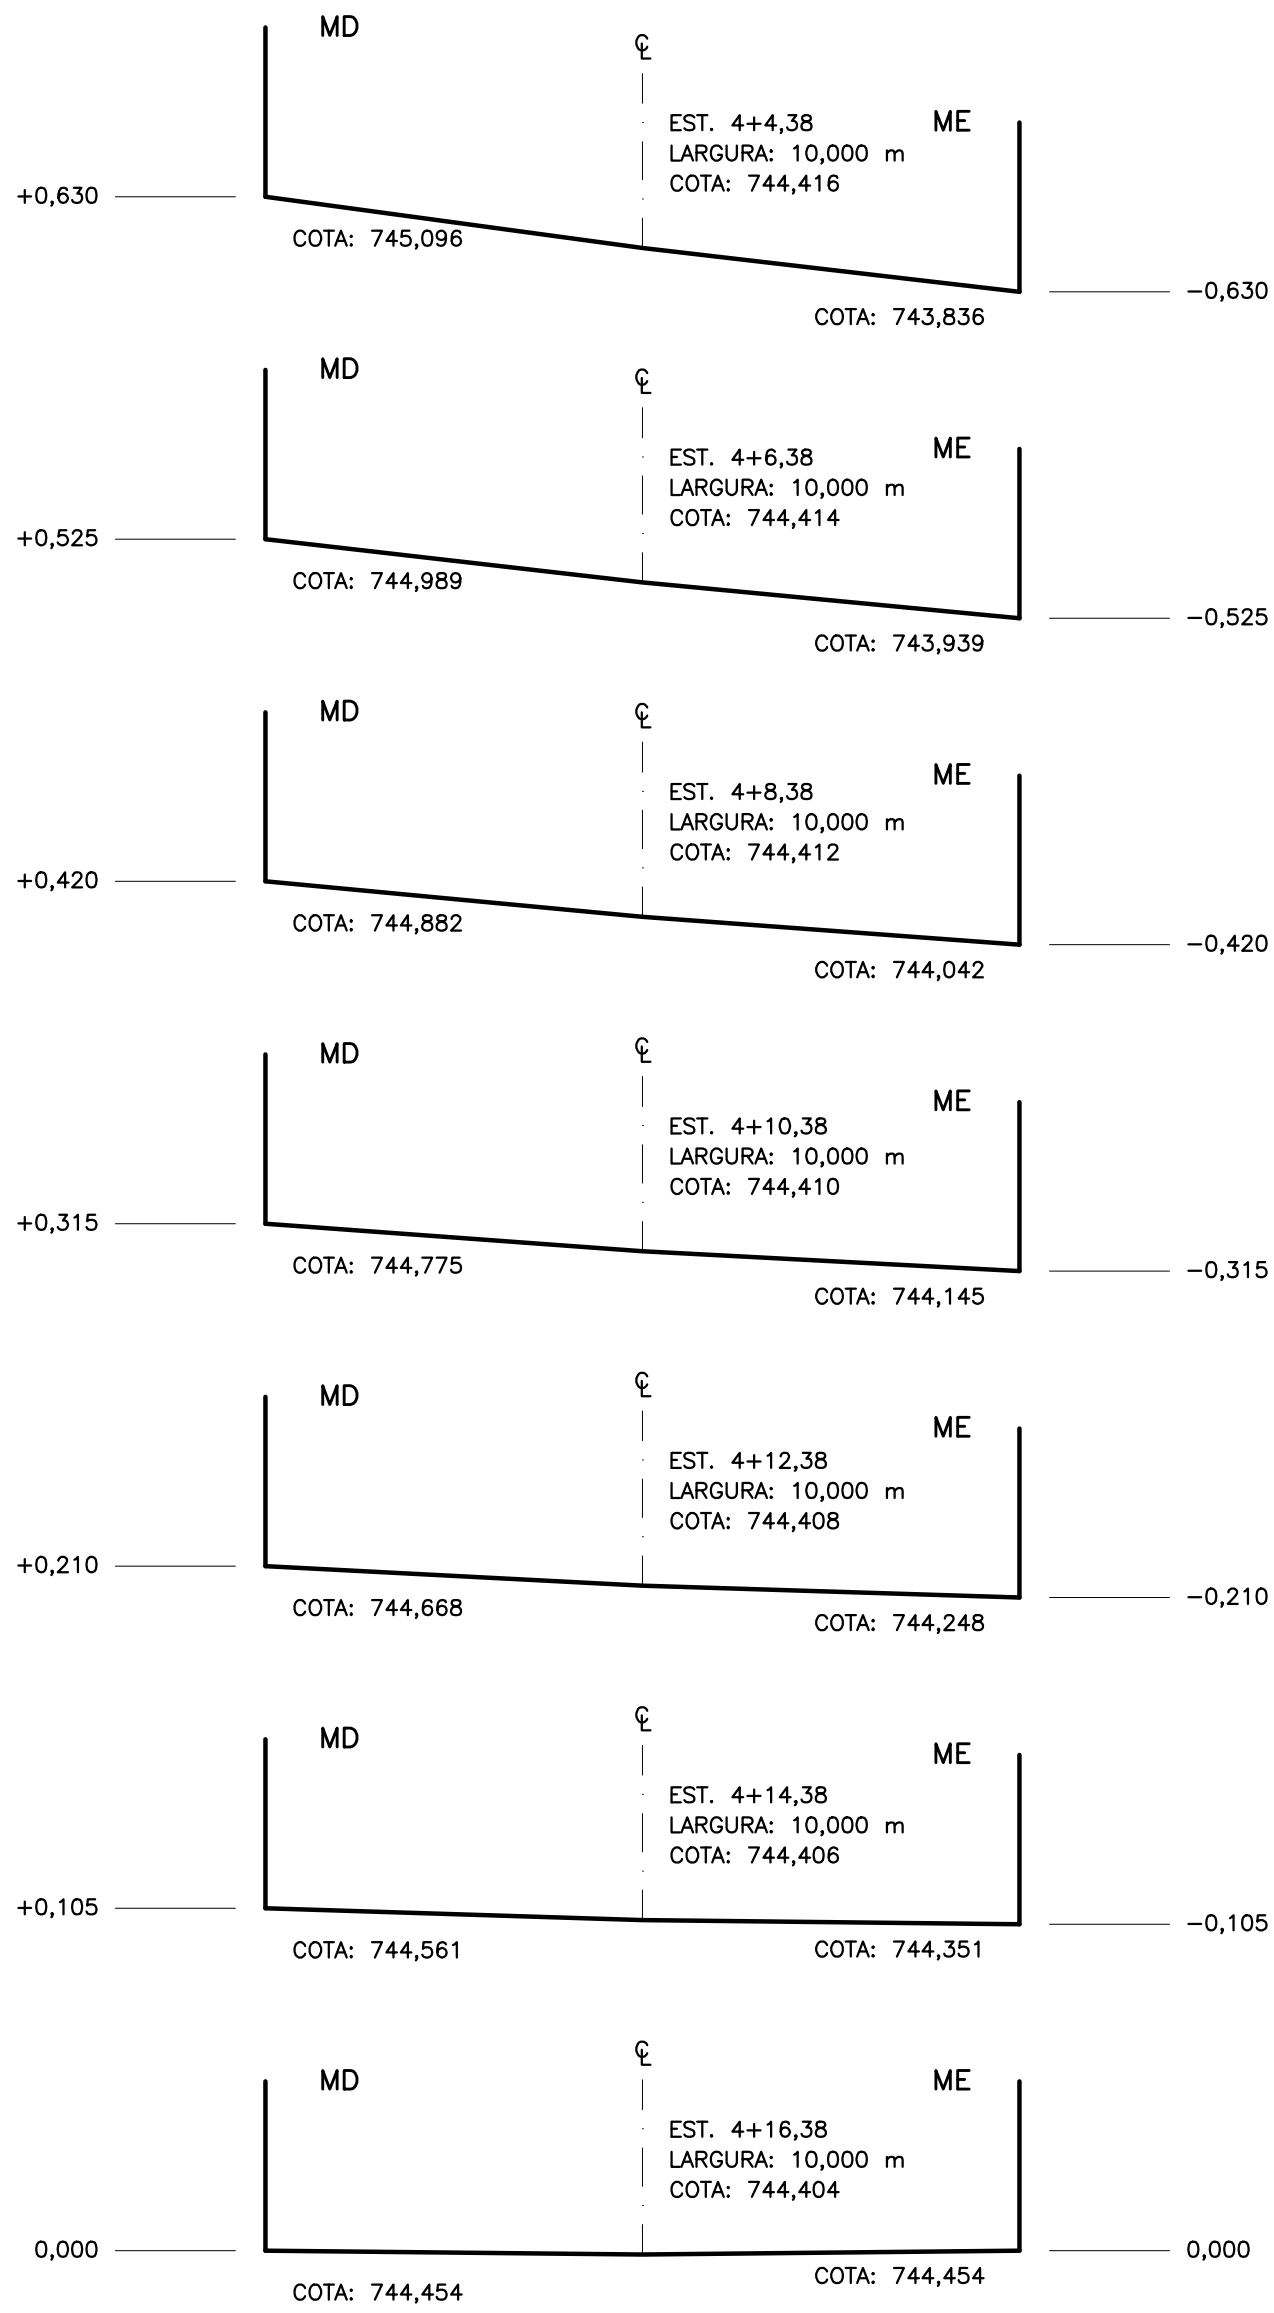 MD
℄
EST. 4+4,38
ME
LARGURA: 10,000 m
COTA: 744,416
+0,630
COTA: 745,096
-0,630
COTA: 743,836
MD
℄
EST. 4+6,38
ME
LARGURA: 10,000 m
COTA: 744,414
+0,525
COTA: 744,989
-0,525
COTA: 743,939
MD
℄
ME
EST. 4+8,38
LARGURA: 10,000 m
COTA: 744,412
+0,420
COTA: 744,882
-0,420
COTA: 744,042
MD
℄
ME
EST. 4+10,38
LARGURA: 10,000 m
COTA: 744,410
+0,315
COTA: 744,775
-0,315
COTA: 744,145
MD
℄
ME
EST. 4+12,38
LARGURA: 10,000 m
COTA: 744,408
+0,210
COTA: 744,668
-0,210
COTA: 744,248
MD
℄
ME
EST. 4+14,38
LARGURA: 10,000 m
COTA: 744,406
+0,105
COTA: 744,561
-0,105
COTA: 744,351
℄
MD
ME
EST. 4+16,38
LARGURA: 10,000 m
COTA: 744,404
0,000
0,000
COTA: 744,454
COTA: 744,454